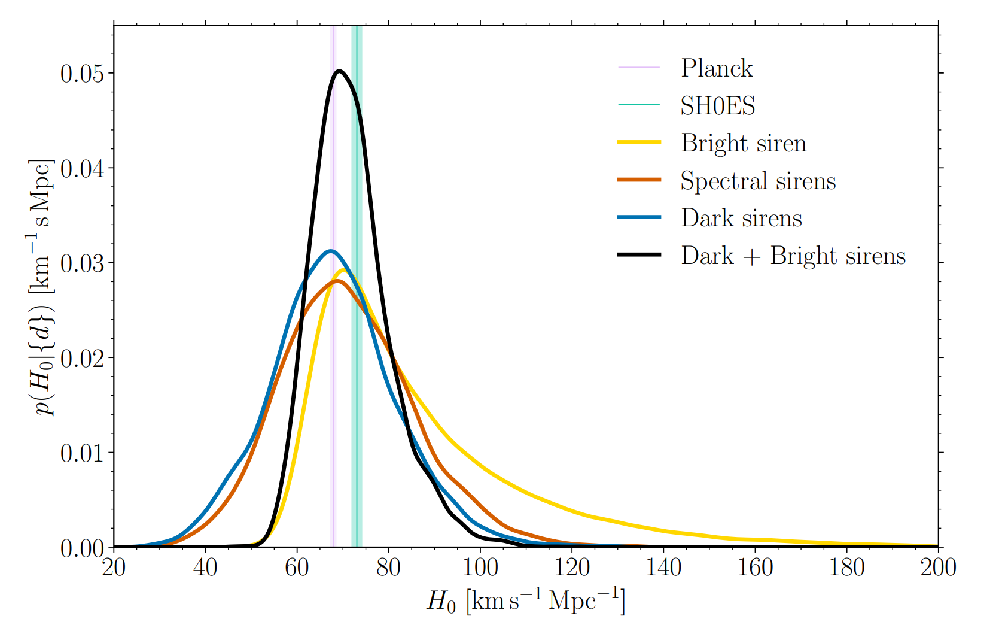 p(H₀|{d}) [km⁻¹ s Mpc]
0.05
0.04
0.03
0.02
0.01
0.00
Planck
SH0ES
Bright siren
Spectral sirens
Dark sirens
Dark + Bright sirens
20 40 60 80 100 120 140 160 180 200
H₀ [km s⁻¹ Mpc⁻¹]